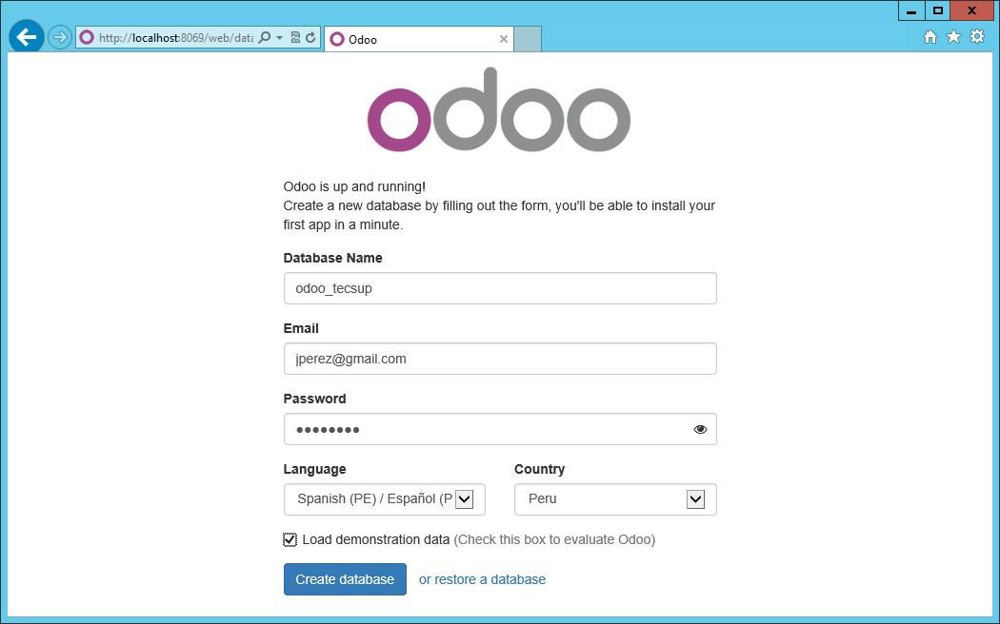 http://localhost:8069/web/data
Odoo
odoo
Odoo is up and running!
Create a new database by filling out the form, you'll be able to install your
first app in a minute.
Database Name
odoo_tecsup
Email
jperez@gmail.com
Password
Language Country
Spanish (PE) / Español (P Peru
Load demonstration data (Check this box to evaluate Odoo)
Create database or restore a database